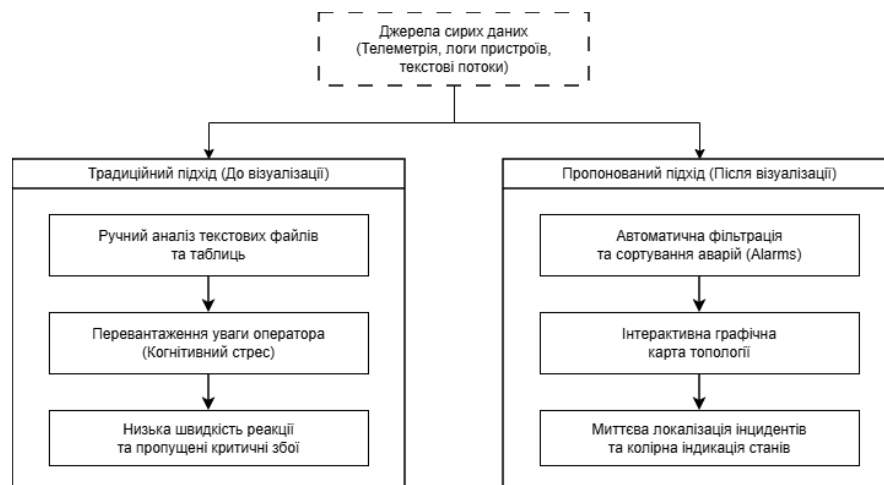 Джерела сирих даних
(Телеметрія, логи пристроїв,
текстові потоки)
Традиційний підхід (До візуалізації)
Ручний аналіз текстових файлів
та таблиць
Перевантаження уваги оператора
(Когнітивний стрес)
Низька швидкість реакції
та пропущені критичні збої
Пропонований підхід (Після візуалізації)
Автоматична фільтрація
та сортування аварій (Alarms)
Інтерактивна графічна
карта топології
Миттєва локалізація інцидентів
та колірна індикація станів